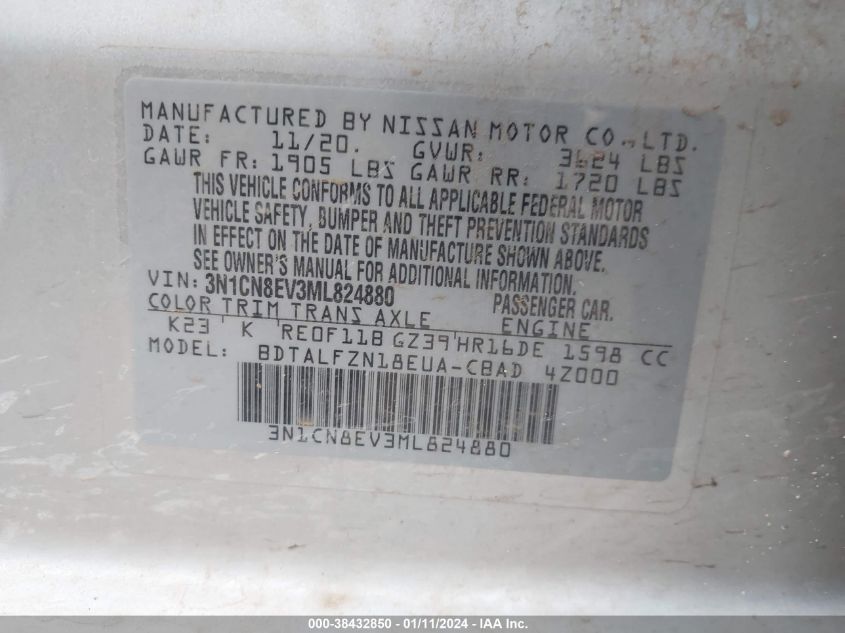 MANUFACTURED BY NISSAN MOTOR CO., LTD.
DATE: 11/20. GVWR: 3624 LBS
GAWR FR: 1905 LBS GAWR RR: 1720 LBS
THIS VEHICLE CONFORMS TO ALL APPLICABLE FEDERAL MOTOR
VEHICLE SAFETY, BUMPER AND THEFT PREVENTION STANDARDS
IN EFFECT ON THE DATE OF MANUFACTURE SHOWN ABOVE.
SEE OWNER'S MANUAL FOR ADDITIONAL INFORMATION.
VIN: 3N1CN8EV3ML824880 PASSENGER CAR.
COLOR TRIM TRANS AXLE ENGINE
K23 K RE0F11B GZ39 HR16DE 1598 CC
MODEL: BDTALFZN18EUA-CBAD 4Z000
3N1CN8EV3ML824880
000-38432850 - 01/11/2024 - IAA Inc.